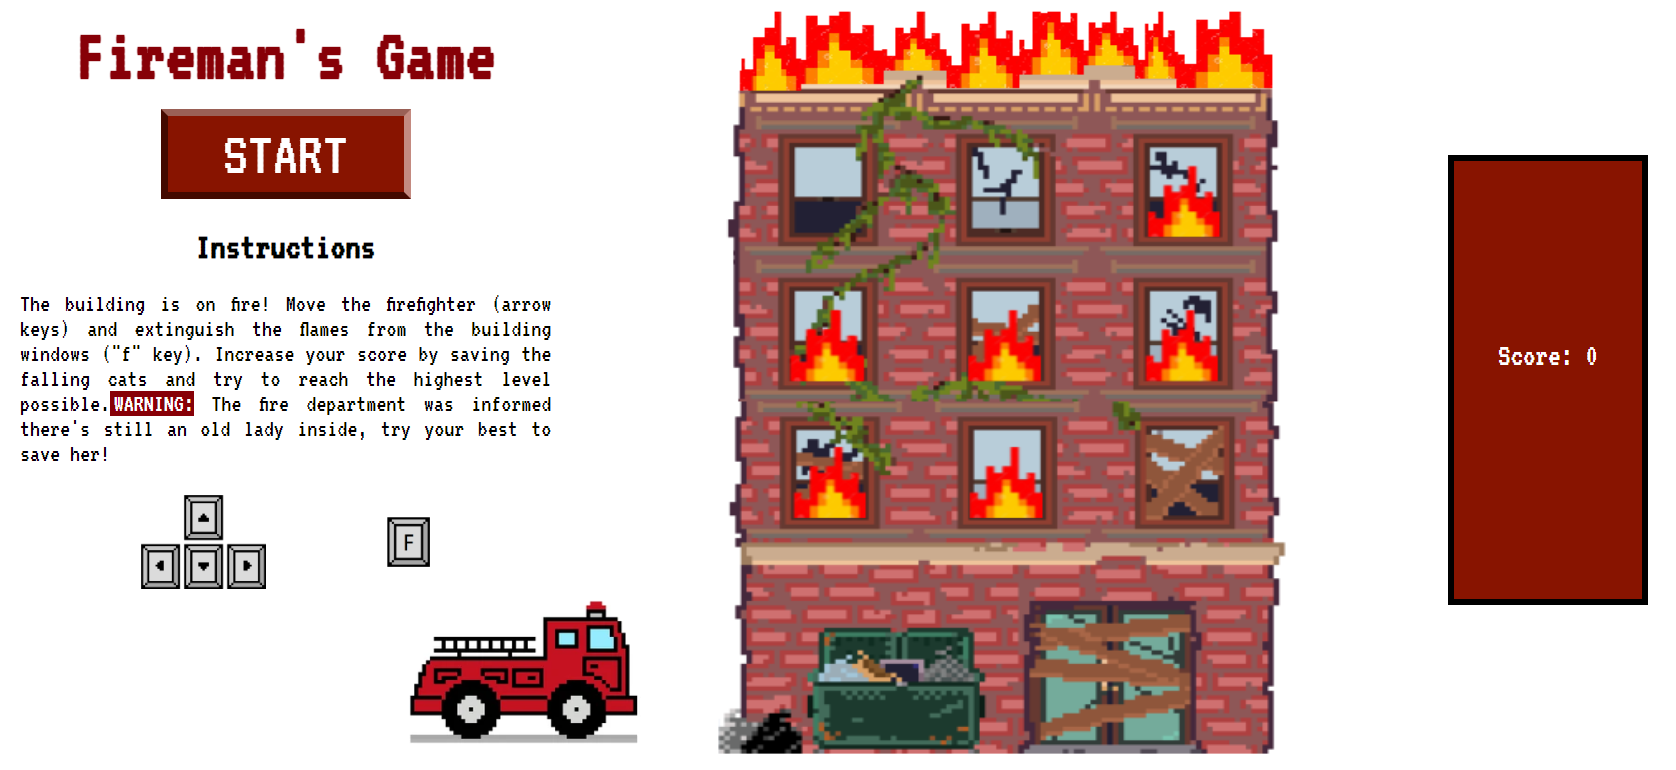 Fireman's Game
START
Instructions
The building is on fire! Move the firefighter (arrow
keys) and extinguish the flames from the building
windows ("f" key). Increase your score by saving the
falling cats and try to reach the highest level
possible. WARNING: The fire department was informed
there's still an old lady inside, try your best to
save her!
F
Score: 0